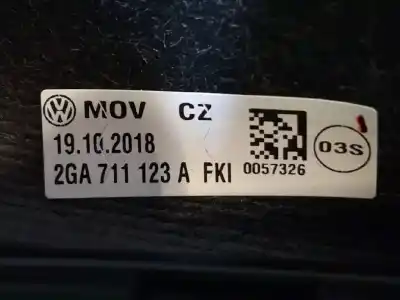 MOV CZ
19.10.2018
2GA 711 123 A FKI
0057326
03S